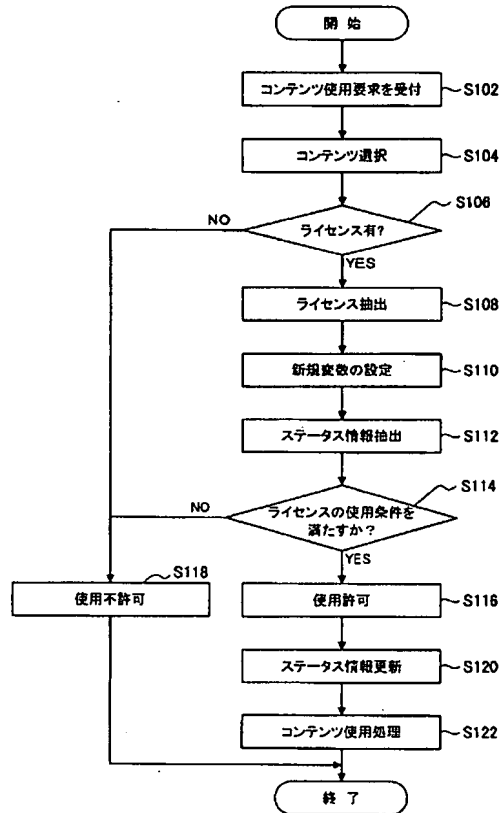 開 始
コンテンツ使用要求を受付
S102
コンテンツ選択
S104
S106
NO
ライセンス有?
YES
ライセンス抽出
S108
新規変数の設定
S110
ステータス情報抽出
S112
S114
NO
ライセンスの使用条件を
満たすか?
YES
S118
使用不許可
使用許可
S116
ステータス情報更新
S120
コンテンツ使用処理
S122
終 了